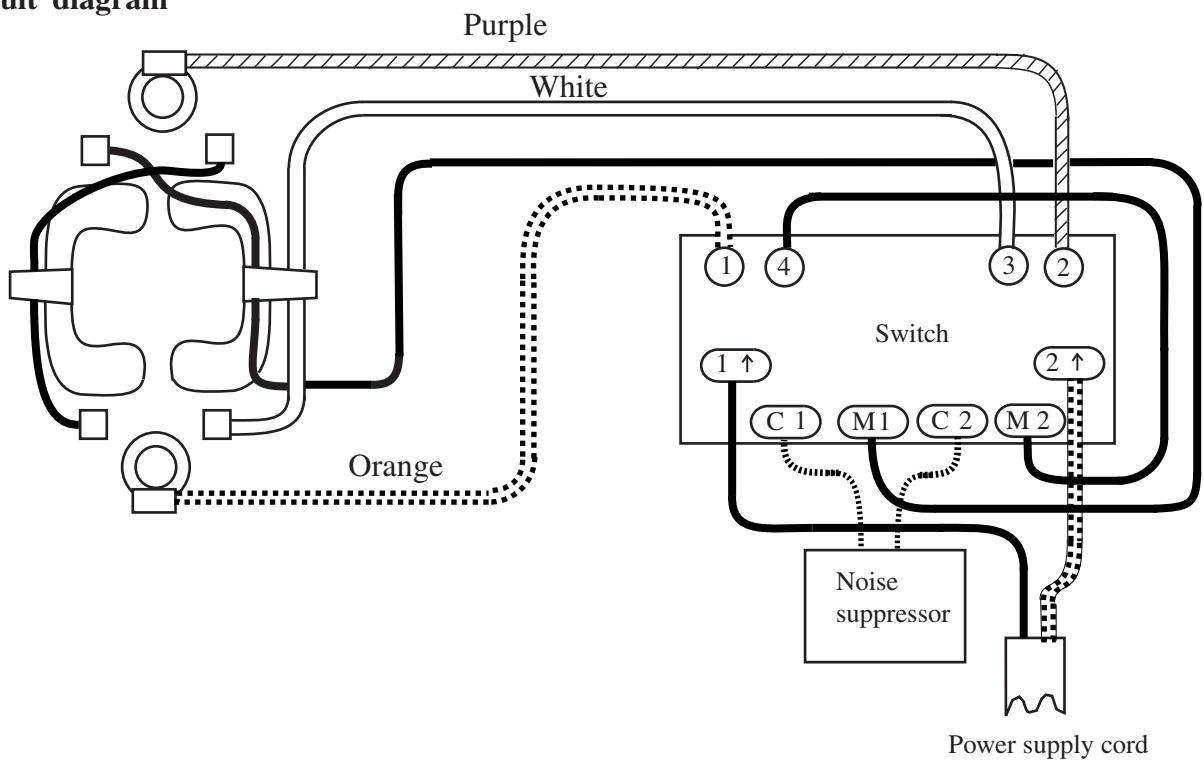 diagram
Purple
White
1 4 3 2
Switch
1 ↑ 2 ↑
C 1 M1 C 2 M 2
Orange
Noise
suppressor
Power supply cord